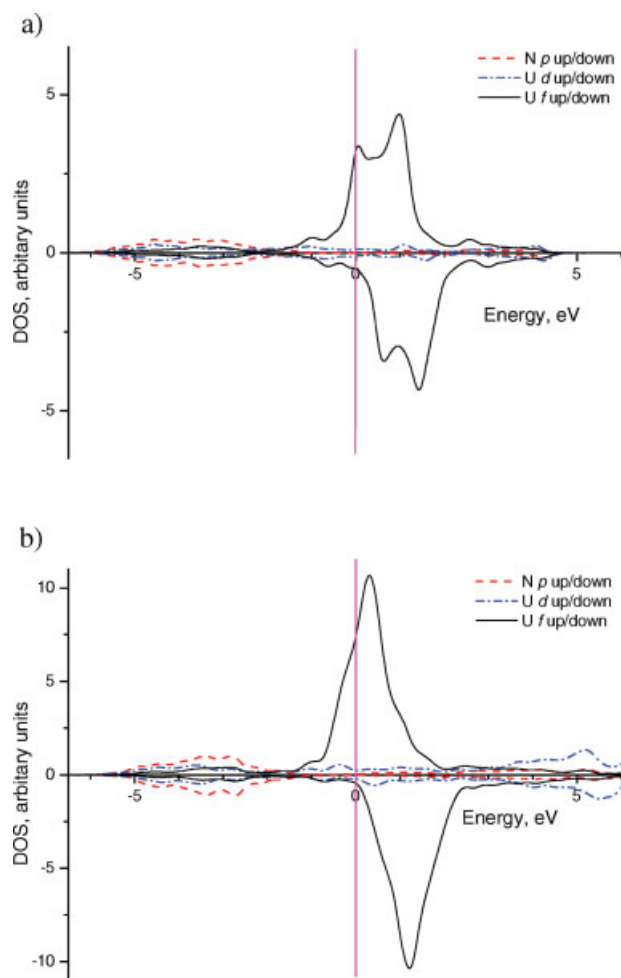 a)
N p up/down
U d up/down
U f up/down
5
0
-5
-5
0
5
Energy, eV
DOS, arbitary units
b)
N p up/down
U d up/down
U f up/down
10
5
0
-5
-10
-5
0
5
Energy, eV
DOS, arbitary units